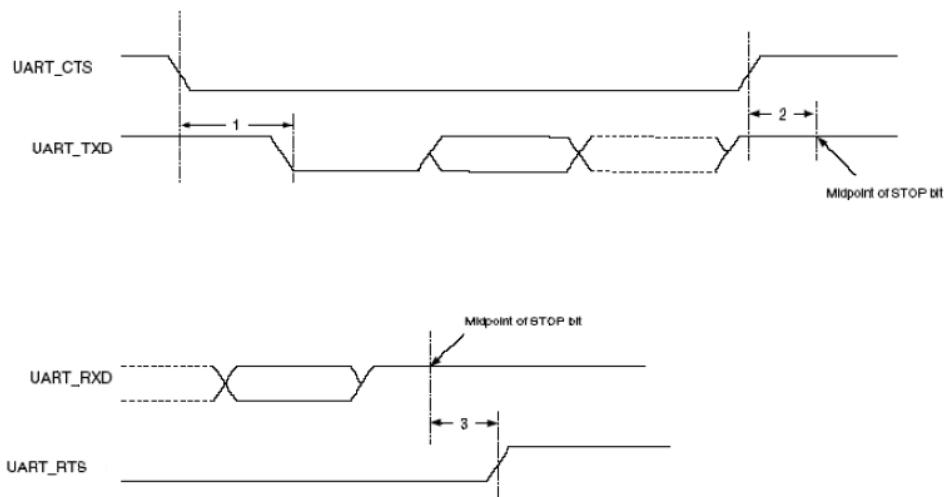 UART_CTS
1
2
UART_TXD
Midpoint of STOP bit
Midpoint of STOP bit
UART_RXD
3
UART_RTS